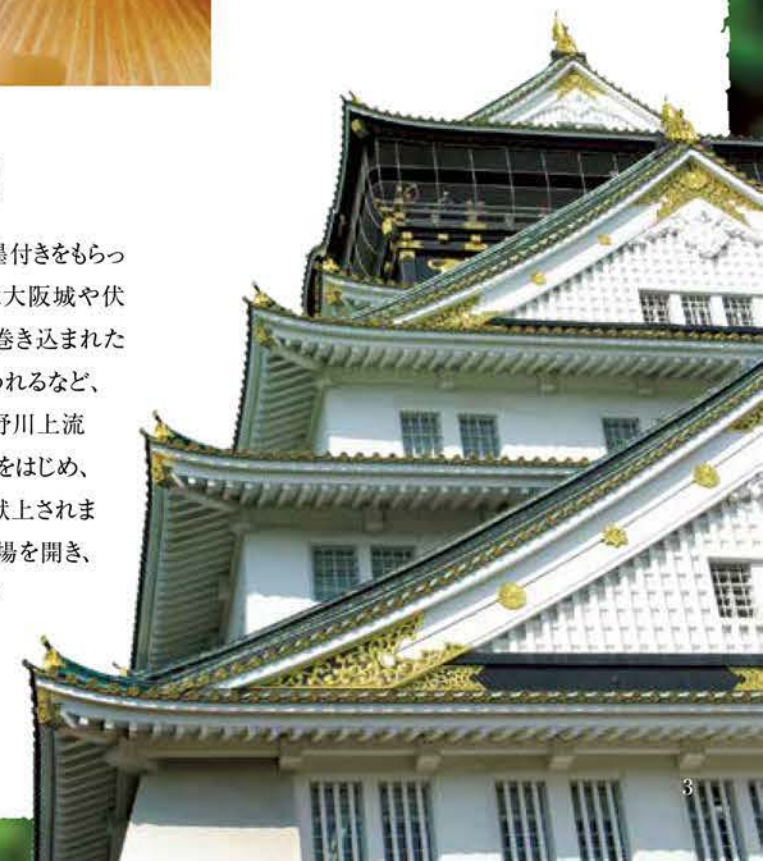 墨付きをもらっ
大阪城や伏
巻き込まれた
われるなど、
野川上流
をはじめ、
献上されま
場を開き、
3